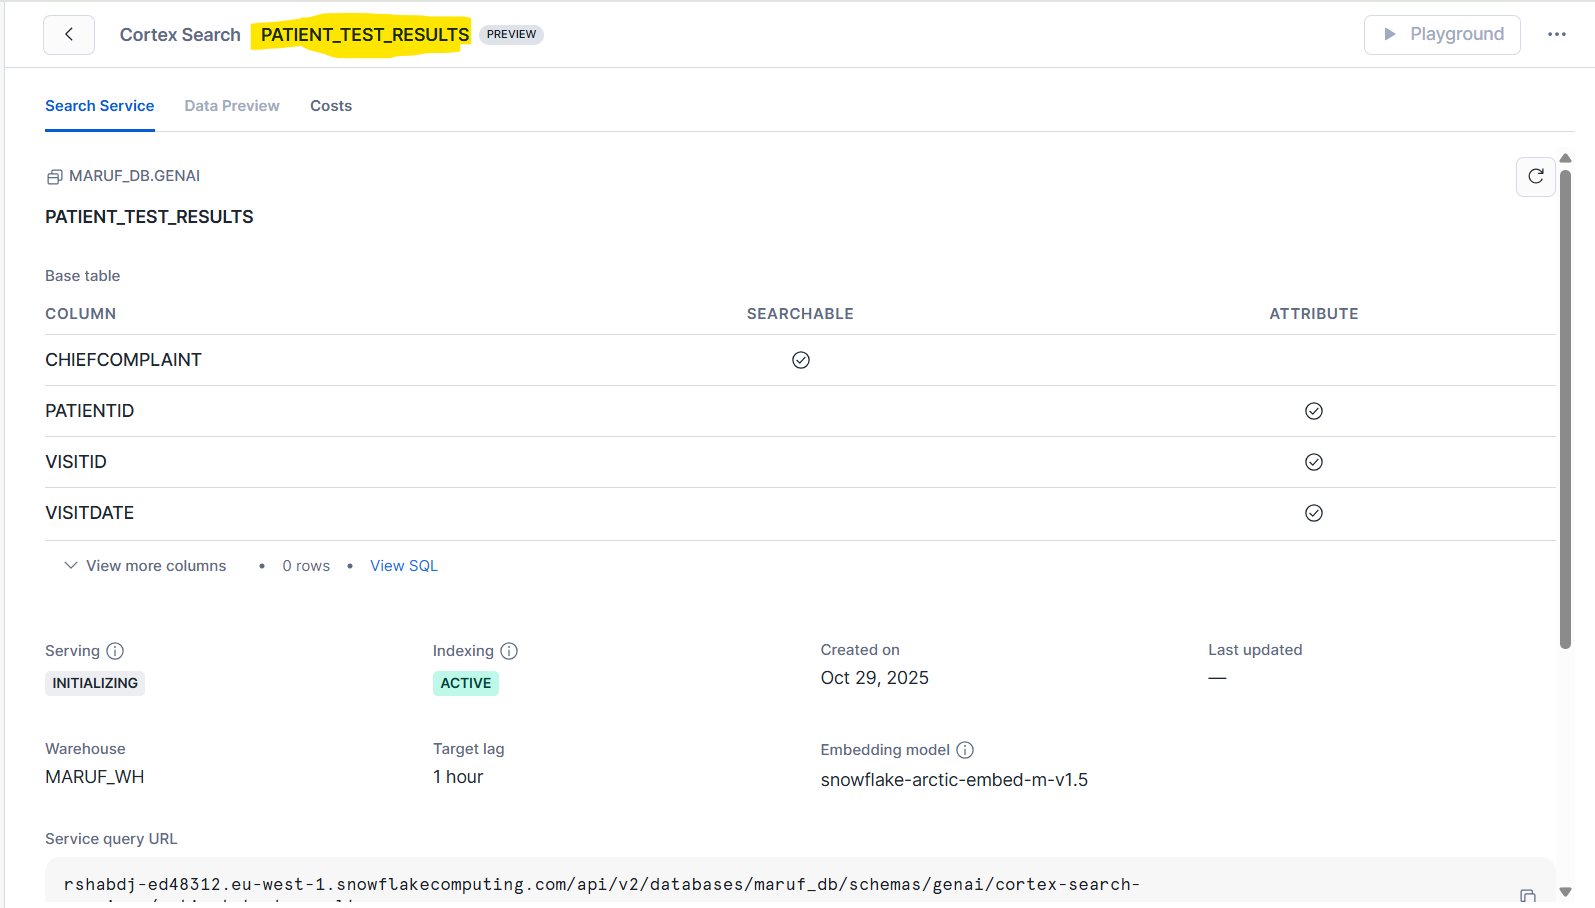 Cortex Search PATIENT_TEST_RESULTS PREVIEW Playground
Search Service Data Preview Costs
MARUF_DB.GENAI
PATIENT_TEST_RESULTS
Base table
COLUMN SEARCHABLE ATTRIBUTE
CHIEFCOMPLAINT
PATIENTID
VISITID
VISITDATE
View more columns • 0 rows • View SQL
Serving Indexing Created on Last updated
INITIALIZING ACTIVE Oct 29, 2025 —
Warehouse Target lag Embedding model
MARUF_WH 1 hour snowflake-arctic-embed-m-v1.5
Service query URL
rshabdj-ed48312.eu-west-1.snowflakecomputing.com/api/v2/databases/maruf_db/schemas/genai/cortex-search-